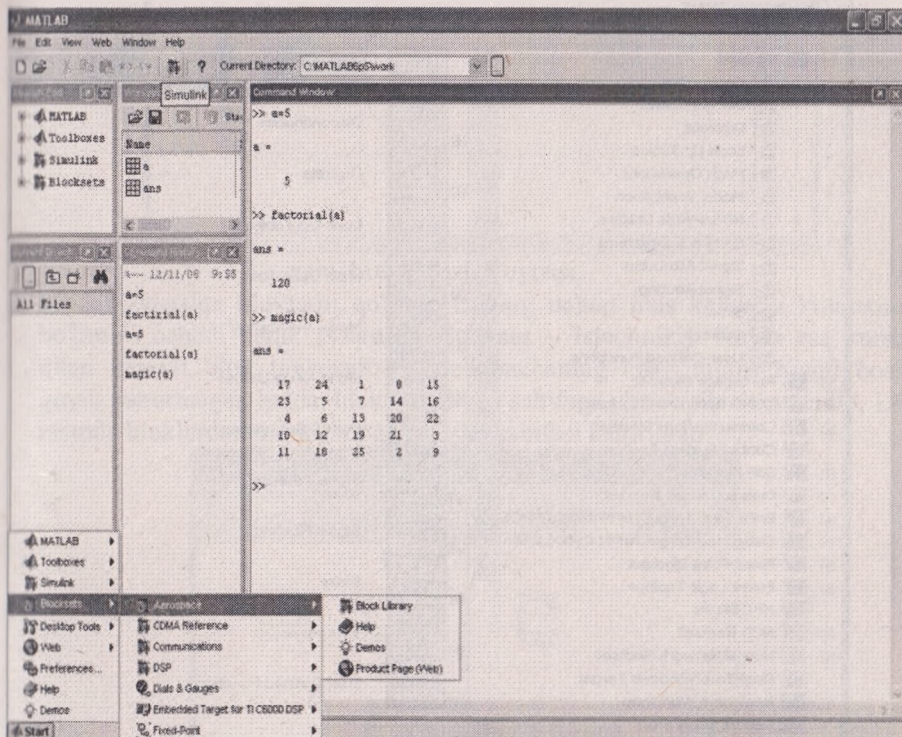 MATLAB
File Edit View Web Window Help
? Current Directory: C:\MATLAB6p5\work
Simulink
MATLAB
Toolboxes
Simulink
Blocksets
Name
a
ans
All Files
%-- 12/11/08 9:55
a=5
factirial(a)
a=5
factorial(a)
magic(a)
Command Window
>> a=5
a =
5
>> factorial(a)
ans =
120
>> magic(a)
ans =
17 24 1 8 15
23 5 7 14 16
4 6 13 20 22
10 12 19 21 3
11 18 25 2 9
>>
MATLAB
Toolboxes
Simulink
Blocksets
Desktop Tools
Web
Preferences...
Help
Demos
Start
Aerospace
CDMA Reference
Communications
DSP
Dials & Gauges
Embedded Target for TI C6000 DSP
Fixed-Point
Block Library
Help
Demos
Product Page (Web)